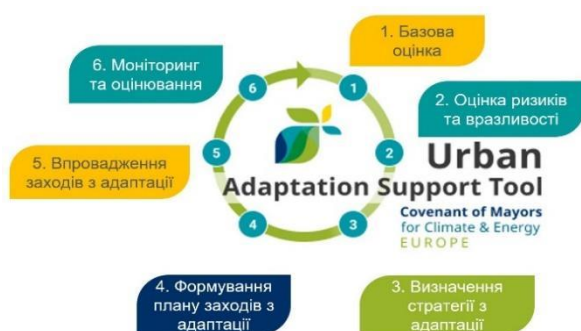 1. Базова
оцінка
6. Моніторинг
та оцінювання
6
1
2. Оцінка ризиків
та вразливості
5. Впровадження
заходів з адаптації
5
2
Urban
Adaptation Support Tool
Covenant of Mayors
for Climate & Energy
EUROPE
4
3
4. Формування
плану заходів з
адаптації
3. Визначення
стратегії з
адаптації